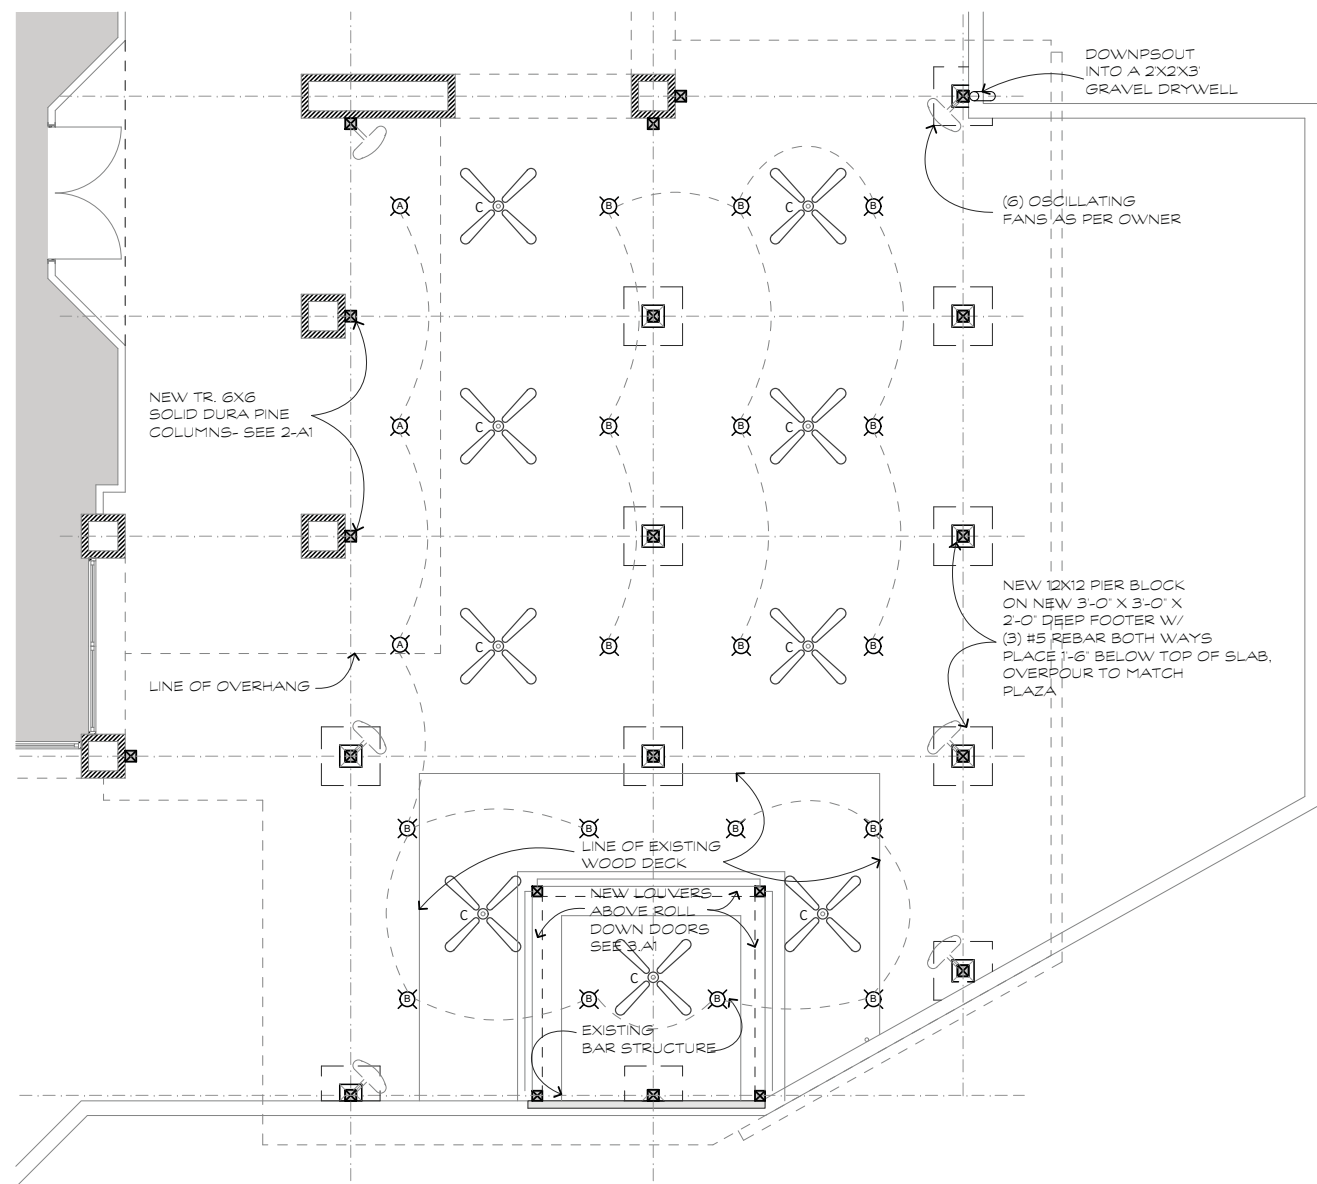 DOWNPSOUT
INTO A 2'X2'X3'
GRAVEL DRYWELL
(6) OSCILLATING
FANS AS PER OWNER
A
C
B
B
C
B
NEW TR. 6X6
SOLID DURA PINE
COLUMNS- SEE 2-A1
A
C
B
B
C
B
NEW 12X12 PIER BLOCK
ON NEW 3'-0" X 3'-0" X
2'-0" DEEP FOOTER W/
(3) #5 REBAR BOTH WAYS
PLACE 1'-6" BELOW TOP OF SLAB,
OVERPOUR TO MATCH
PLAZA
A
C
B
B
C
B
LINE OF OVERHANG
B
B
B
B
LINE OF EXISTING
WOOD DECK
NEW LOUVERS
ABOVE ROLL
DOWN DOORS
SEE 3.A1
C
C
C
B
B
B
B
EXISTING
BAR STRUCTURE